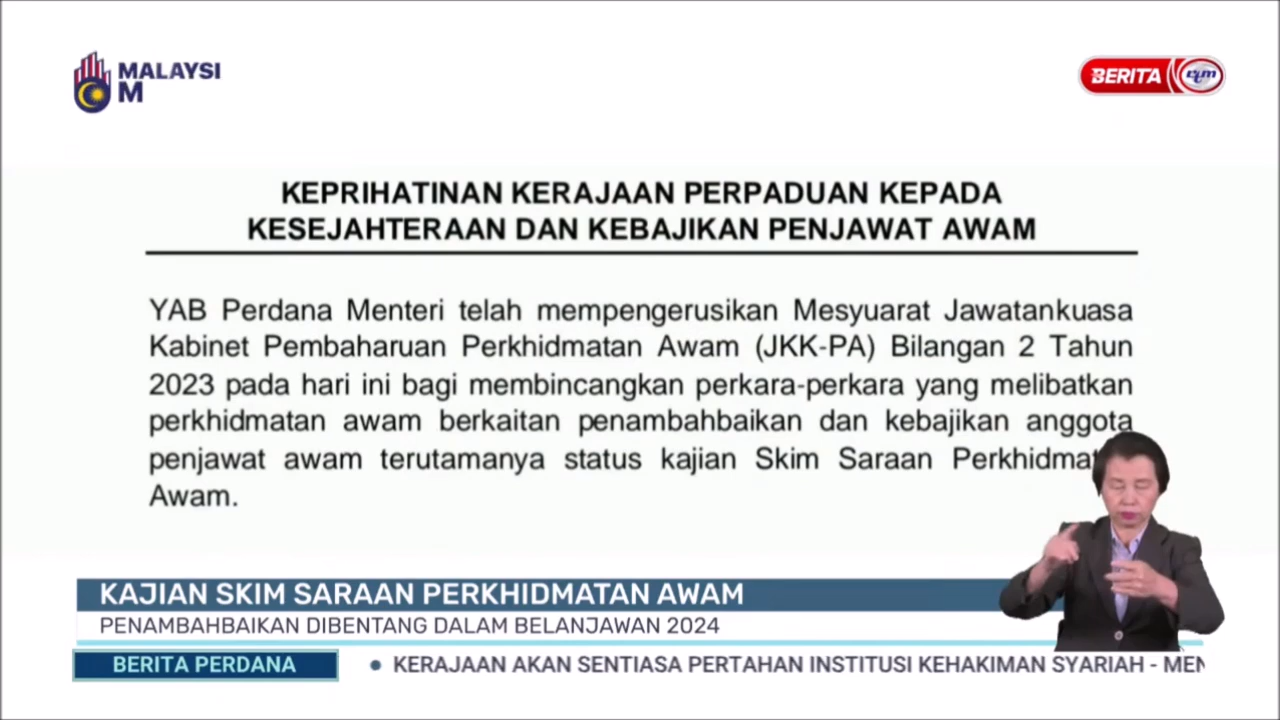 MALAYSI
M
BERITA rtm
KEPRIHATINAN KERAJAAN PERPADUAN KEPADA
KESEJAHTERAAN DAN KEBAJIKAN PENJAWAT AWAM
YAB Perdana Menteri telah mempengerusikan Mesyuarat Jawatankuasa
Kabinet Pembaharuan Perkhidmatan Awam (JKK-PA) Bilangan 2 Tahun
2023 pada hari ini bagi membincangkan perkara-perkara yang melibatkan
perkhidmatan awam berkaitan penambahbaikan dan kebajikan anggota
penjawat awam terutamanya status kajian Skim Saraan Perkhidmat
Awam.
KAJIAN SKIM SARAAN PERKHIDMATAN AWAM
PENAMBAHBAIKAN DIBENTANG DALAM BELANJAWAN 2024
BERITA PERDANA • KERAJAAN AKAN SENTIASA PERTAHAN INSTITUSI KEHAKIMAN SYARIAH - MEN